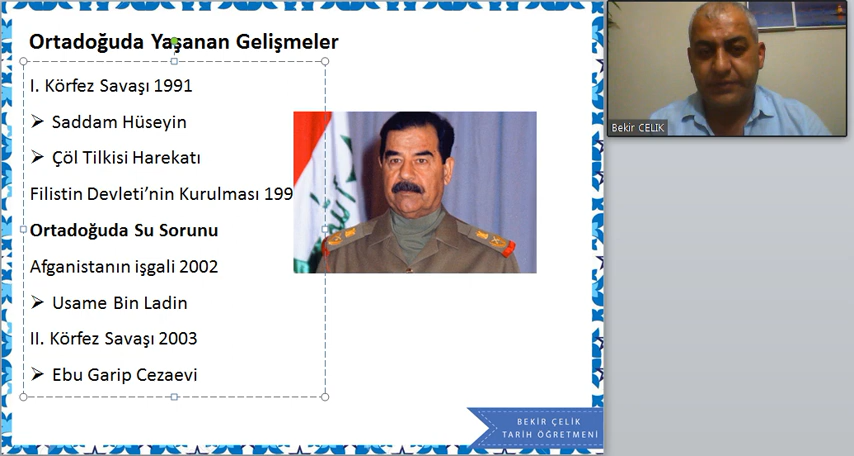 Ortadoğuda Yaşanan Gelişmeler
I. Körfez Savaşı 1991
Saddam Hüseyin
Çöl Tilkisi Harekatı
Filistin Devleti’nin Kurulması 199
Ortadoğuda Su Sorunu
Afganistanın işgali 2002
Usame Bin Ladin
II. Körfez Savaşı 2003
Ebu Garip Cezaevi
BEKİR ÇELİK
TARİH ÖĞRETMENİ
Bekir CELIK